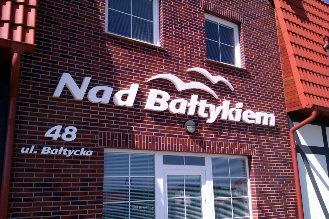 Nad Bałtykiem
48
ul. Bałtycka